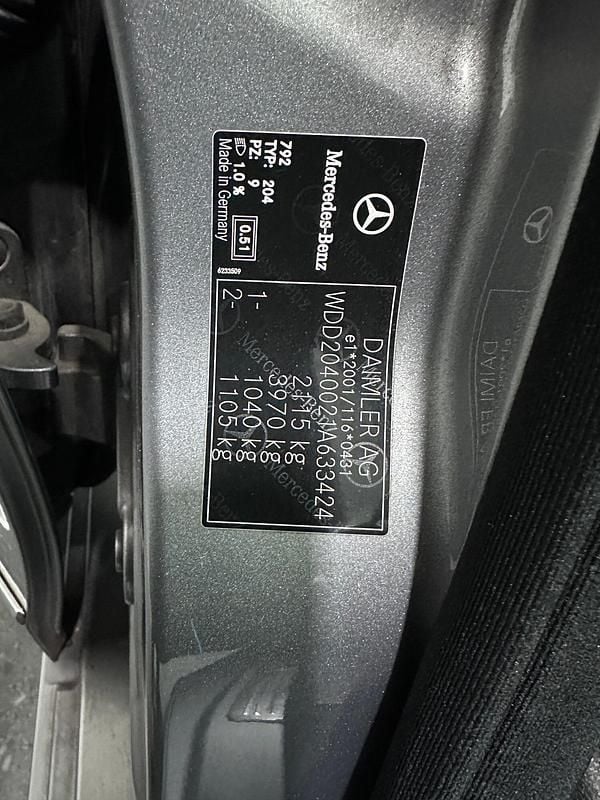 Mercedes-Benz
792
TYP: 204
PZ: 9
1.0 %
0.51
Made in Germany
6233509
DAIMLER AG
e1*2001/116*0431
WDD2040021A633424
2115 kg
3970 kg
1- 1040 kg
2- 1105 kg